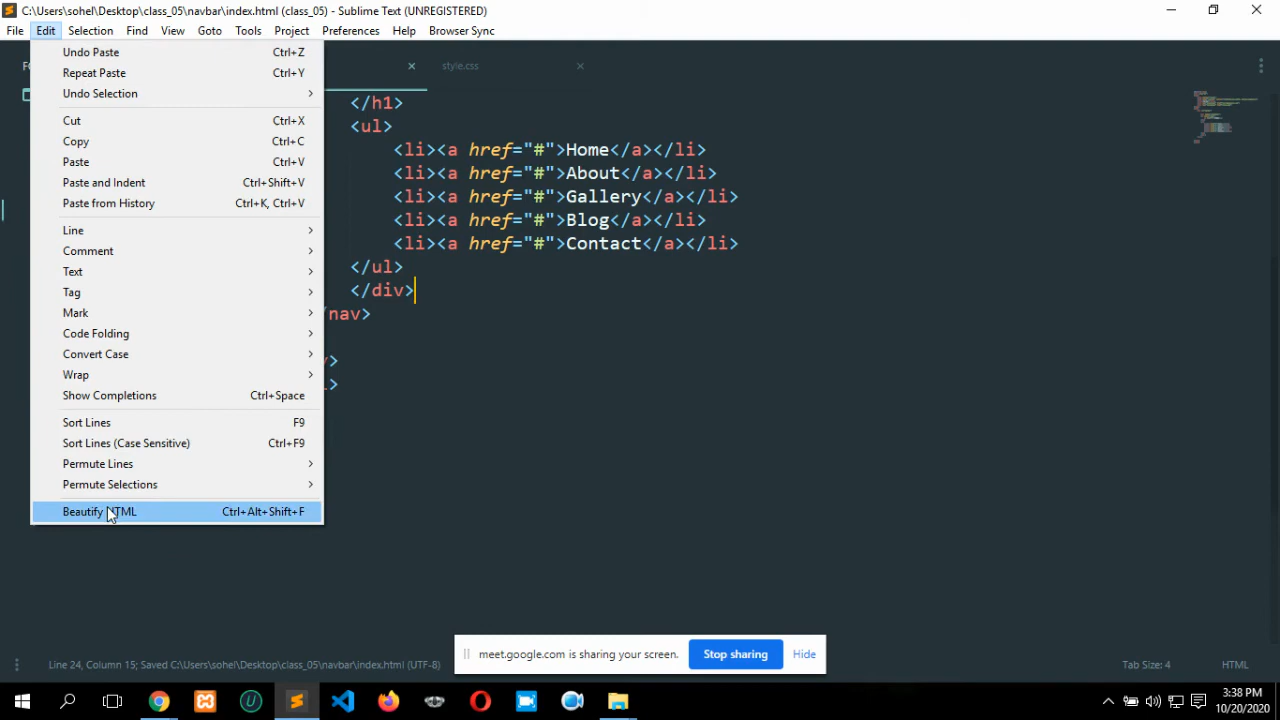 C:\Users\sohel\Desktop\class_05\navbar\index.html (class_05) - Sublime Text (UNREGISTERED)
File Edit Selection Find View Goto Tools Project Preferences Help Browser Sync
style.css
Undo Paste Ctrl+Z
Repeat Paste Ctrl+Y
Undo Selection
Cut Ctrl+X
Copy Ctrl+C
Paste Ctrl+V
Paste and Indent Ctrl+Shift+V
Paste from History Ctrl+K, Ctrl+V
Line
Comment
Text
Tag
Mark
Code Folding
Convert Case
Wrap
Show Completions Ctrl+Space
Sort Lines F9
Sort Lines (Case Sensitive) Ctrl+F9
Permute Lines
Permute Selections
Beautify HTML Ctrl+Alt+Shift+F
</h1>
<ul>
<li><a href="#">Home</a></li>
<li><a href="#">About</a></li>
<li><a href="#">Gallery</a></li>
<li><a href="#">Blog</a></li>
<li><a href="#">Contact</a></li>
</ul>
</div>
nav>
meet.google.com is sharing your screen. Stop sharing Hide
Line 24, Column 15; Saved C:\Users\sohel\Desktop\class_05\navbar\index.html (UTF-8) Tab Size: 4 HTML
3:38 PM
10/20/2020